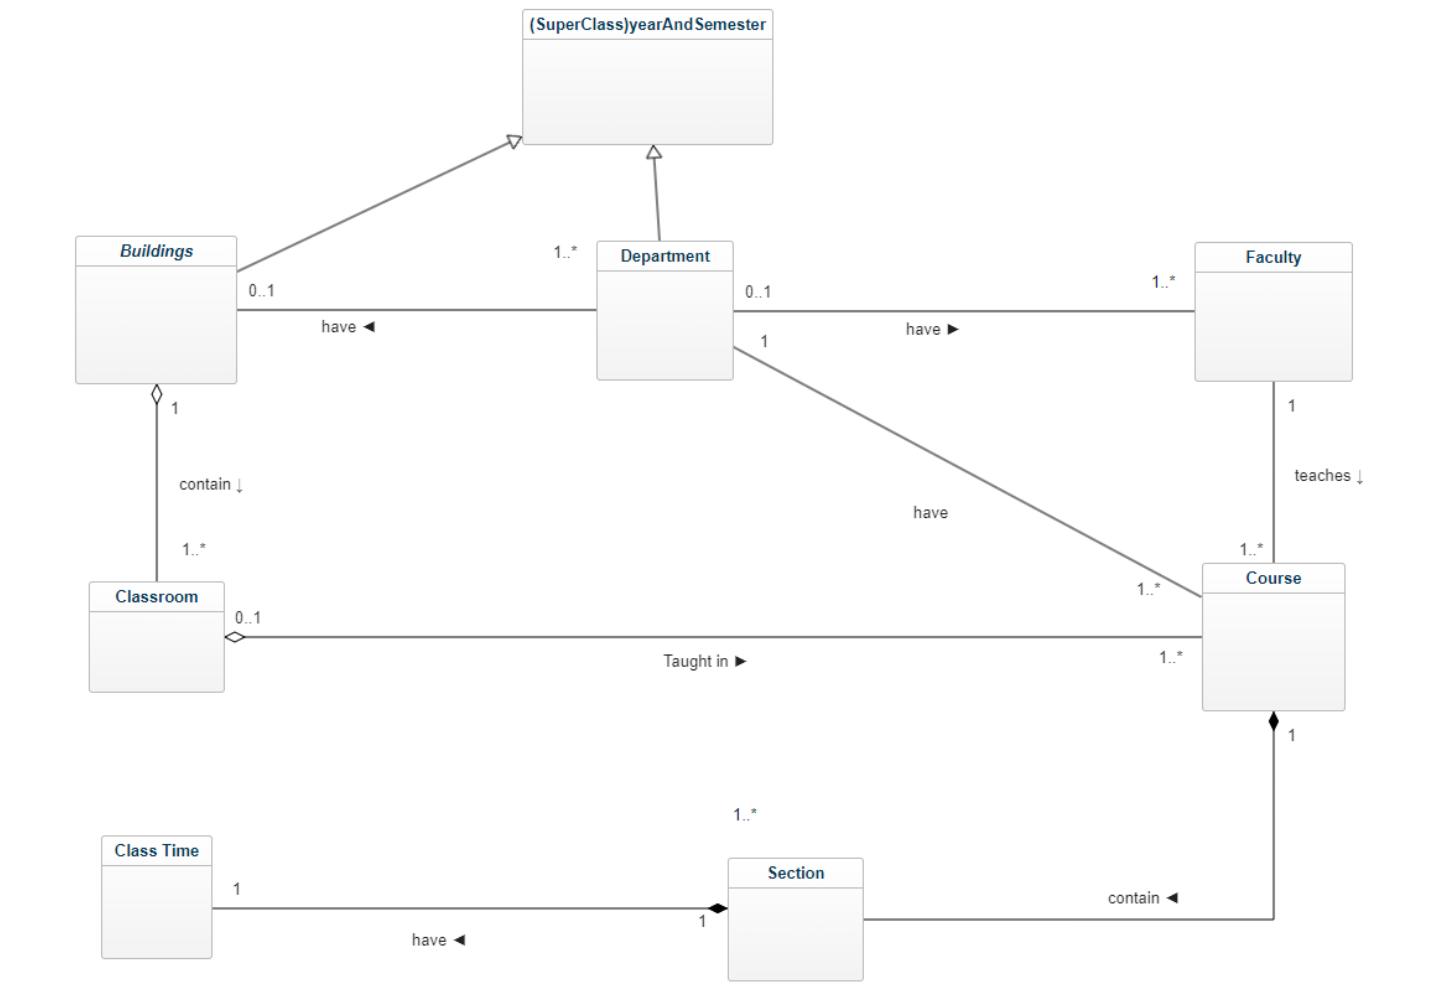 (SuperClass)yearAndSemester
Buildings
1..*
Department
Faculty
0..1
0..1
1..*
have ◄
have ►
1
1
1
contain ↓
teaches ↓
have
1..*
1..*
Classroom
Course
1..*
0..1
Taught in ►
1..*
1
1..*
Class Time
Section
1
1
contain ◄
have ◄